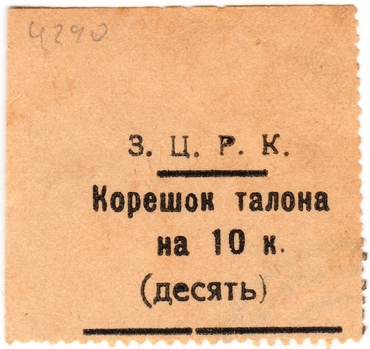 4290
З. Ц. Р. К.
Корешок талона
на 10 к.
(десять)